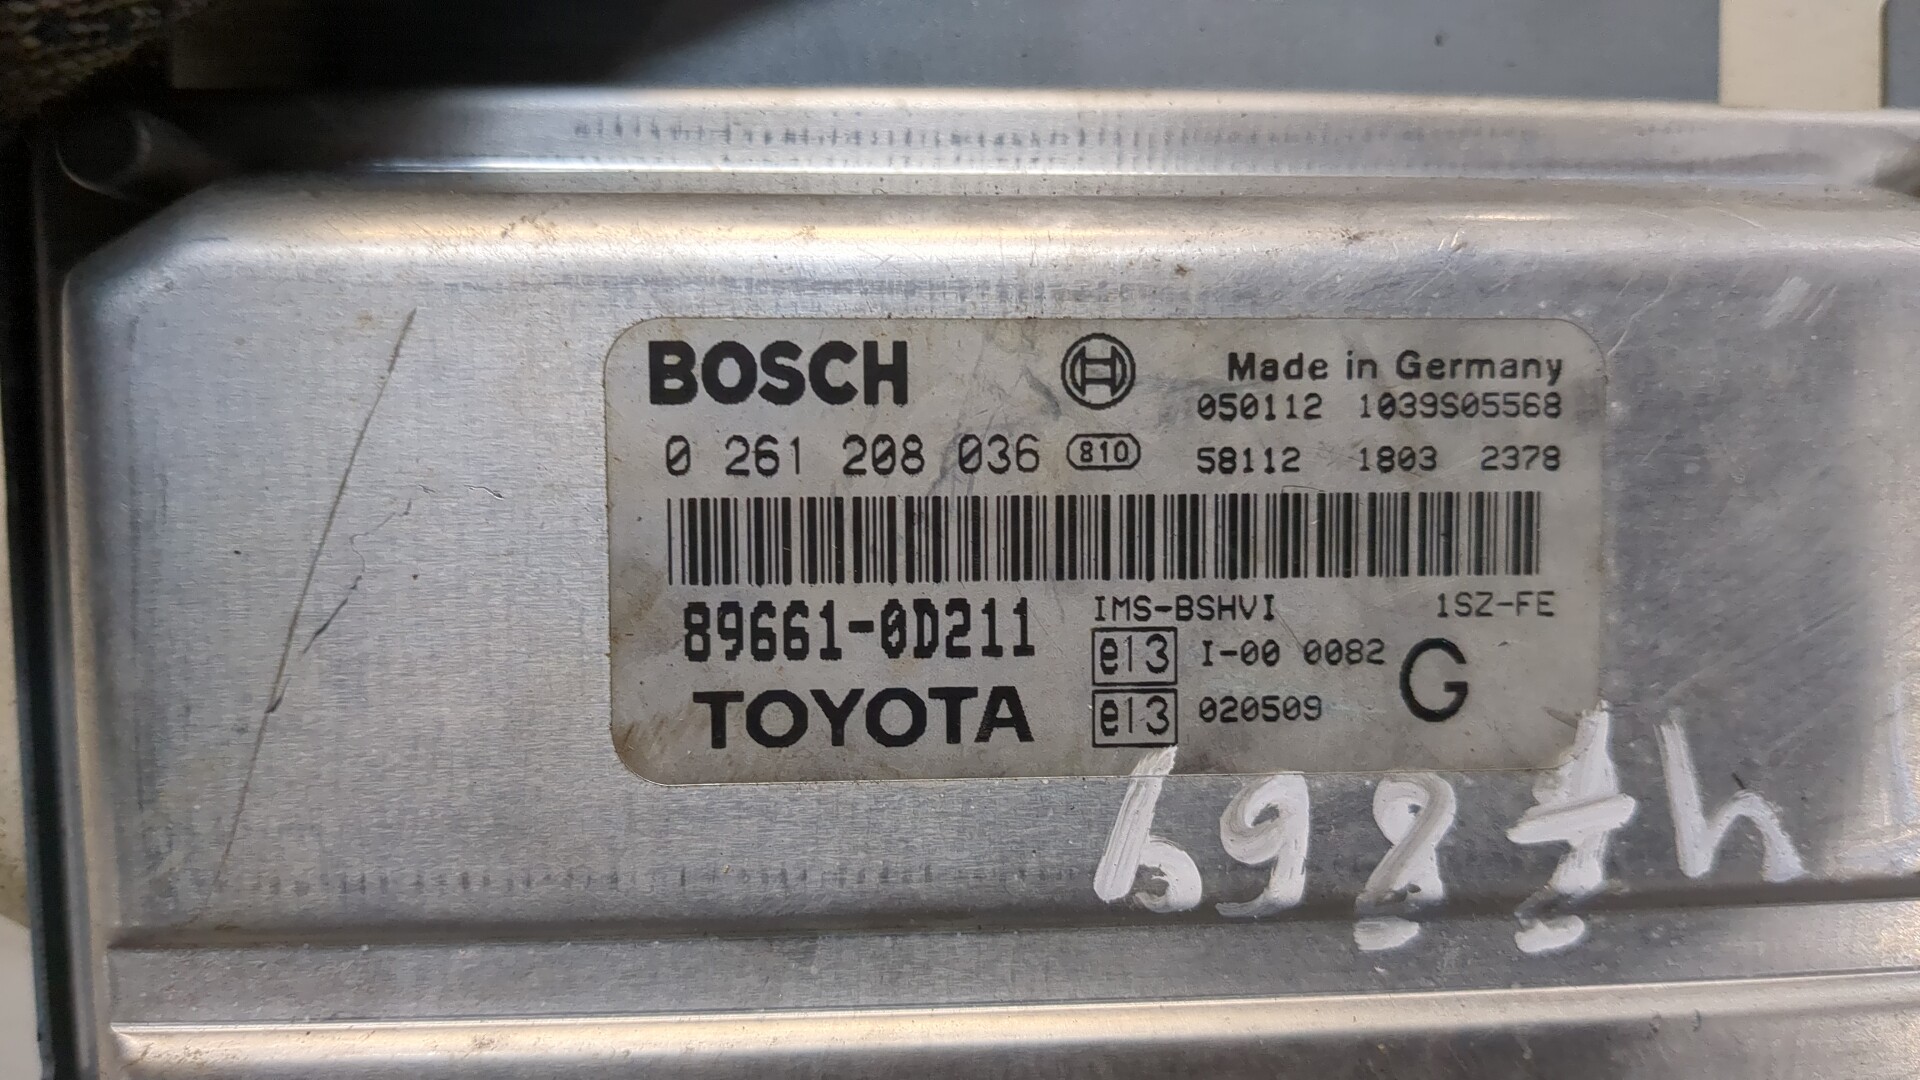 BOSCH
Made in Germany
050112 1039S05568
0 261 208 036 810 58112 1803 2378
89661-0D211
IMS-BSHVI 1SZ-FE
e13 I-00 0082 G
TOYOTA
e13 020509